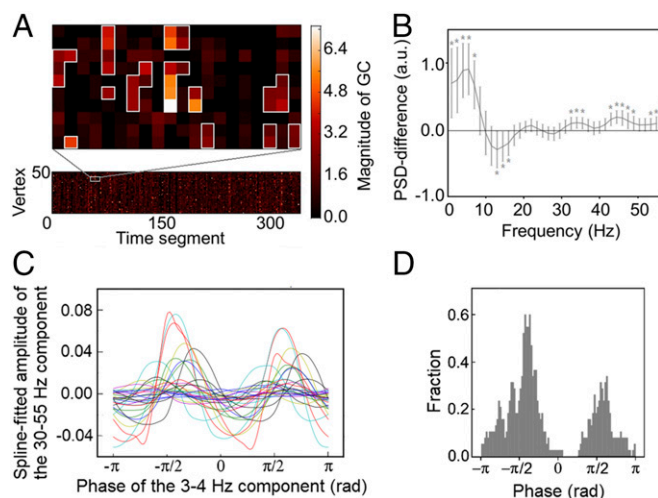 A
50
Vertex
0
0
150
300
Time segment
6.4
4.8
3.2
1.6
0.0
Magnitude of GC
B
1.0
0.0
-1.0
PSD-difference (a.u.)
0 10 20 30 40 50
Frequency (Hz)
C
0.08
0.04
0.00
-0.04
Spline-fitted amplitude of
the 30-55 Hz component
-π -π/2 0 π/2 π
Phase of the 3-4 Hz component (rad)
D
0.6
0.4
0.2
0.0
Fraction
−π −π/2 0 π/2 π
Phase (rad)